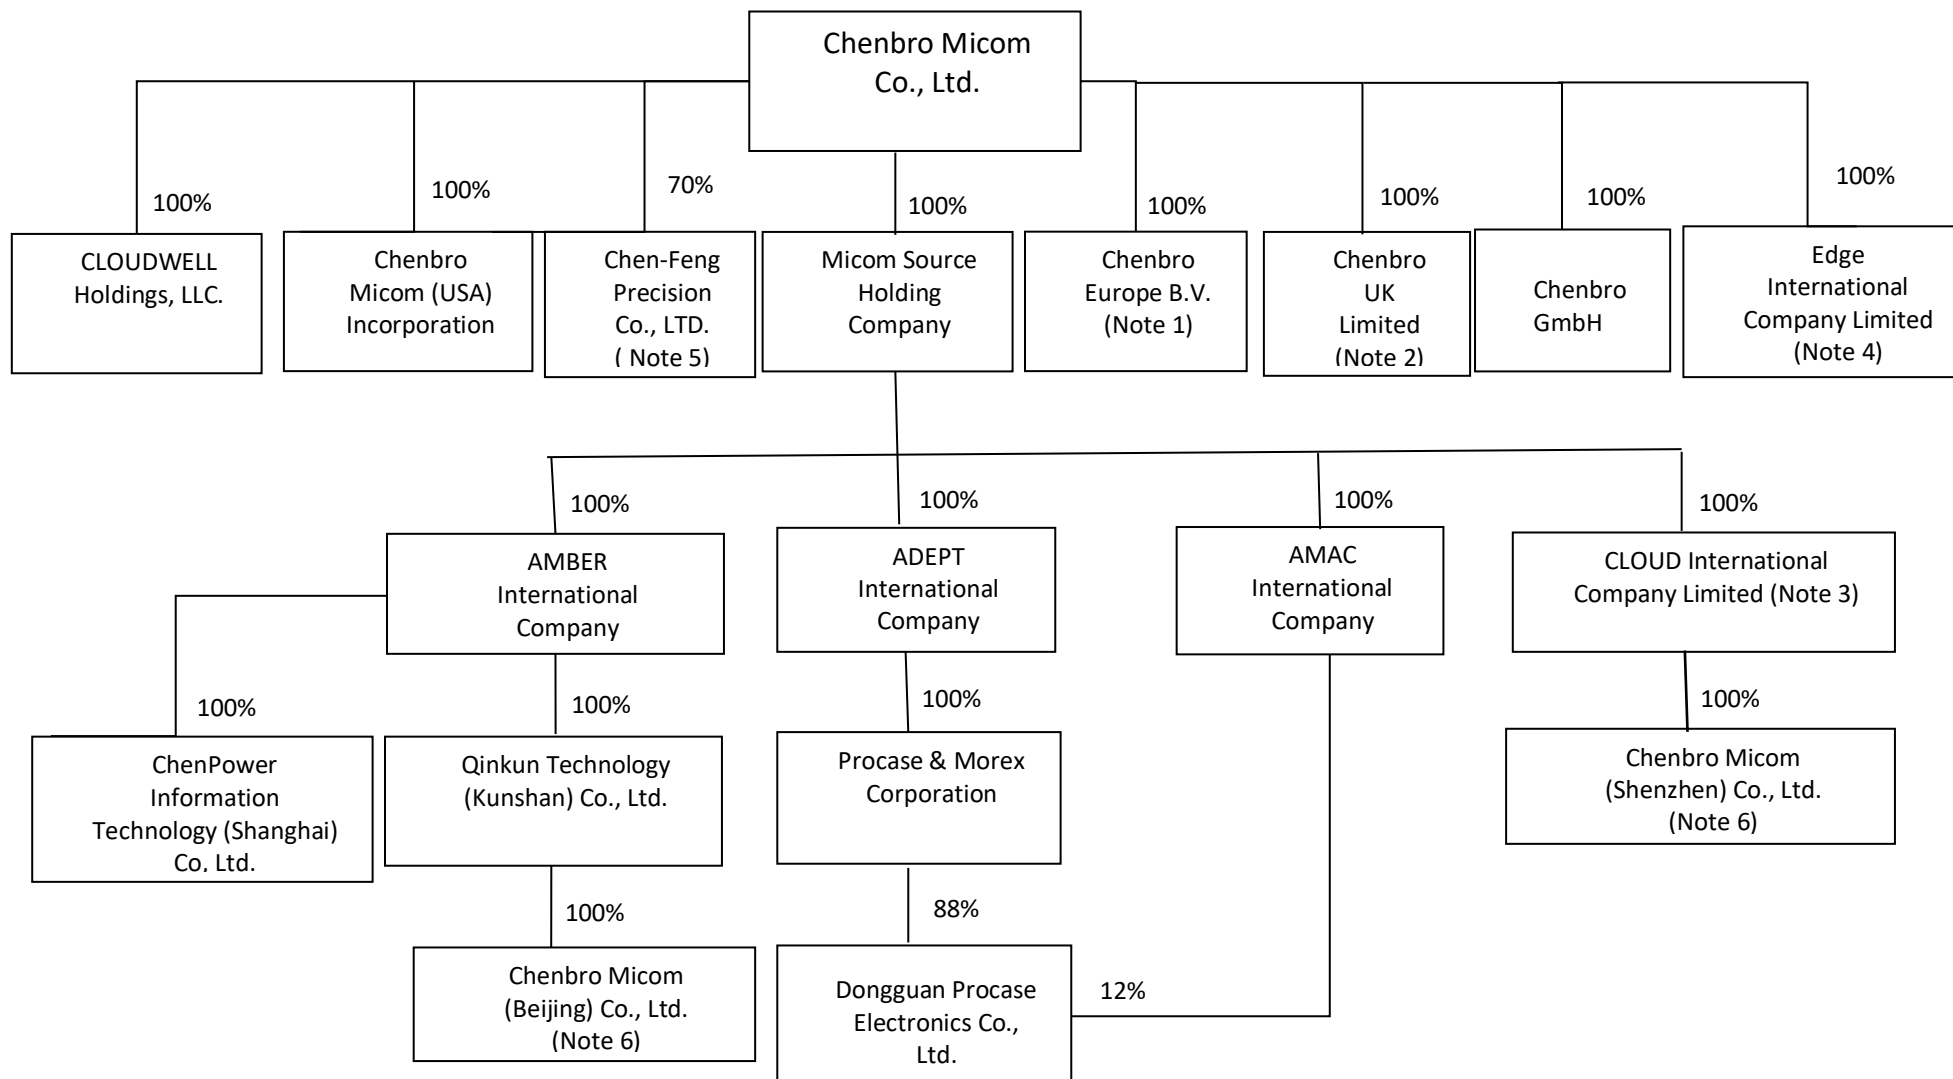 Chenbro Micom
Co., Ltd.
100%
100%
70%
100%
100%
100%
100%
100%
CLOUDWELL
Holdings, LLC.
Chenbro
Micom (USA)
Incorporation
Chen-Feng
Precision
Co., LTD.
( Note 5)
Micom Source
Holding
Company
Chenbro
Europe B.V.
(Note 1)
Chenbro
UK
Limited
(Note 2)
Chenbro
GmbH
Edge
International
Company Limited
(Note 4)
100%
100%
100%
100%
AMBER
International
Company
ADEPT
International
Company
AMAC
International
Company
CLOUD International
Company Limited (Note 3)
100%
100%
100%
100%
ChenPower
Information
Technology (Shanghai)
Co, Ltd.
Qinkun Technology
(Kunshan) Co., Ltd.
Procase & Morex
Corporation
Chenbro Micom
(Shenzhen) Co., Ltd.
(Note 6)
100%
88%
Chenbro Micom
(Beijing) Co., Ltd.
(Note 6)
Dongguan Procase
Electronics Co.,
Ltd.
12%